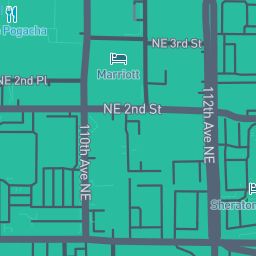 NE 3rd St
Pogacha
Marriott
NE 2nd Pl
112th Ave NE
NE 2nd St
110th Ave NE
Sheraton